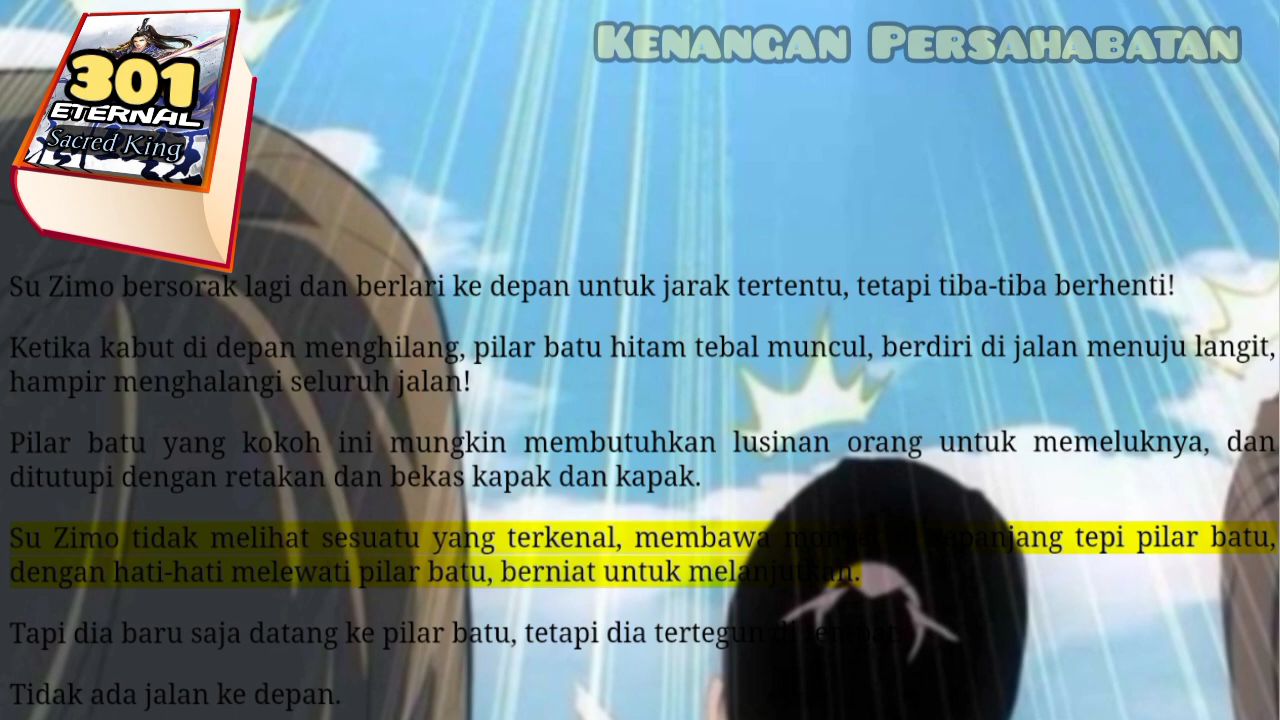 Kenangan Persahabatan
301
ETERNAL
Sacred King
Su Zimo bersorak lagi dan berlari ke depan untuk jarak tertentu, tetapi tiba-tiba berhenti!
Ketika kabut di depan menghilang, pilar batu hitam tebal muncul, berdiri di jalan menuju langit,
hampir menghalangi seluruh jalan!
Pilar batu yang kokoh ini mungkin membutuhkan lusinan orang untuk memeluknya, dan
ditutupi dengan retakan dan bekas kapak dan kapak.
Su Zimo tidak melihat sesuatu yang terkenal, membawa monyet di sepanjang tepi pilar batu,
dengan hati-hati melewati pilar batu, berniat untuk melanjutkan.
Tapi dia baru saja datang ke pilar batu, tetapi dia tertegun di tempat.
Tidak ada jalan ke depan.